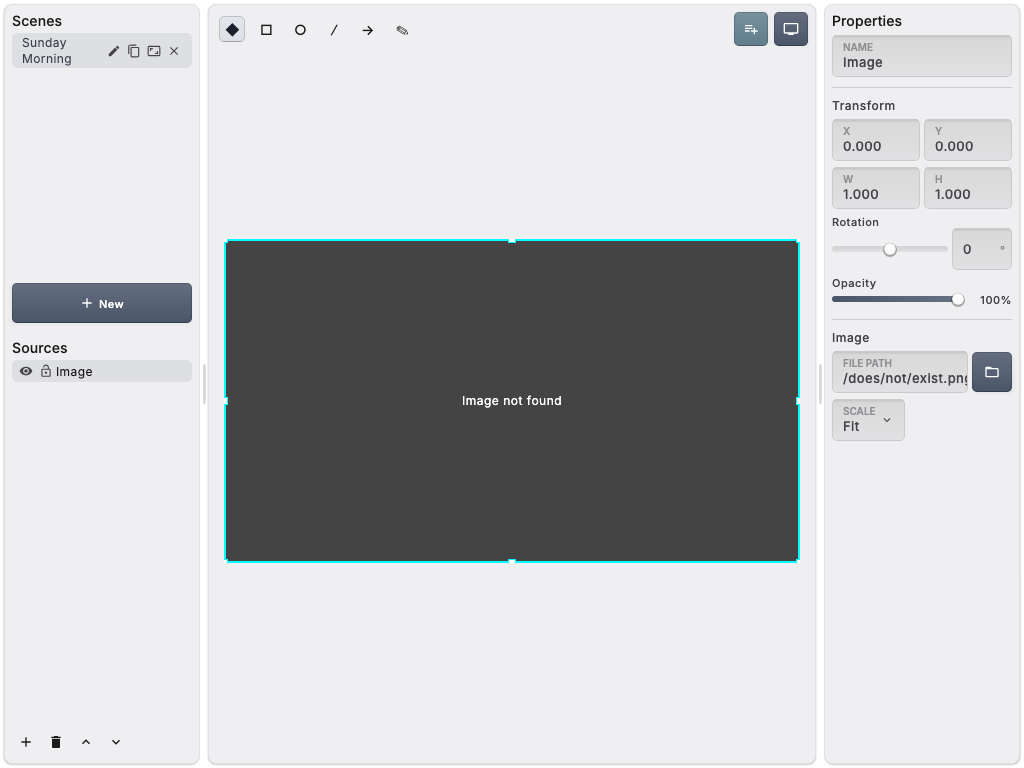 Scenes
Sunday
Morning
New
Sources
Image
Image not found
Properties
NAME
Image
Transform
X
0.000
Y
0.000
W
1.000
H
1.000
Rotation
0 °
Opacity
100%
Image
FILE PATH
/does/not/exist.png
SCALE
Fit